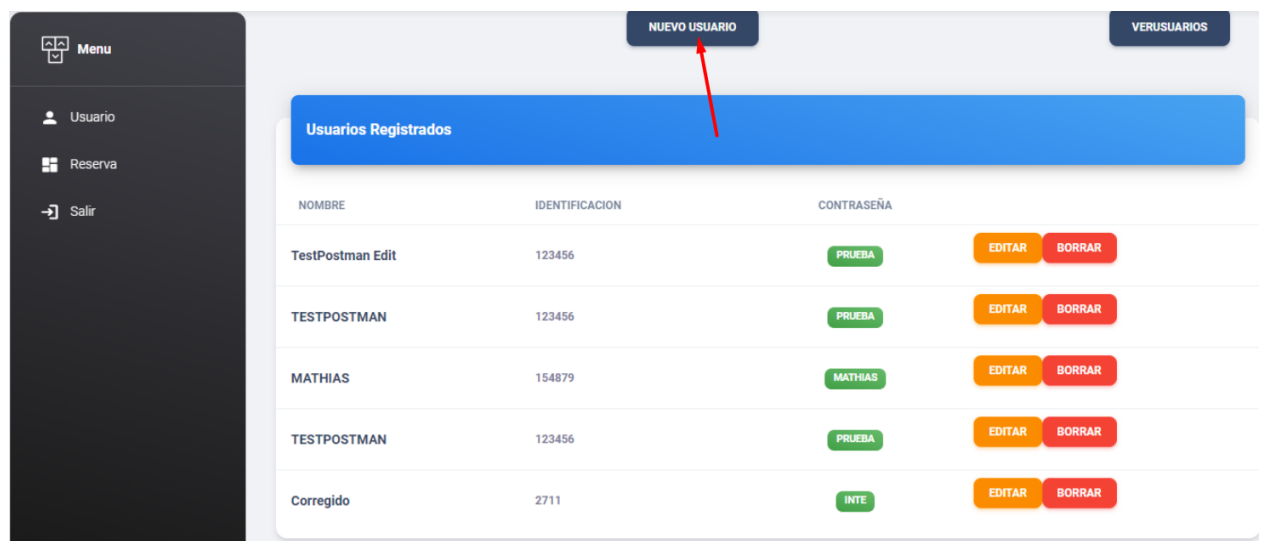 NUEVO USUARIO VERUSUARIOS
Menu
Usuario
Reserva
Salir
Usuarios Registrados
NOMBRE IDENTIFICACION CONTRASEÑA
TestPostman Edit 123456 PRUEBA EDITAR BORRAR
TESTPOSTMAN 123456 PRUEBA EDITAR BORRAR
MATHIAS 154879 MATHIAS EDITAR BORRAR
TESTPOSTMAN 123456 PRUEBA EDITAR BORRAR
Corregido 2711 INTE EDITAR BORRAR